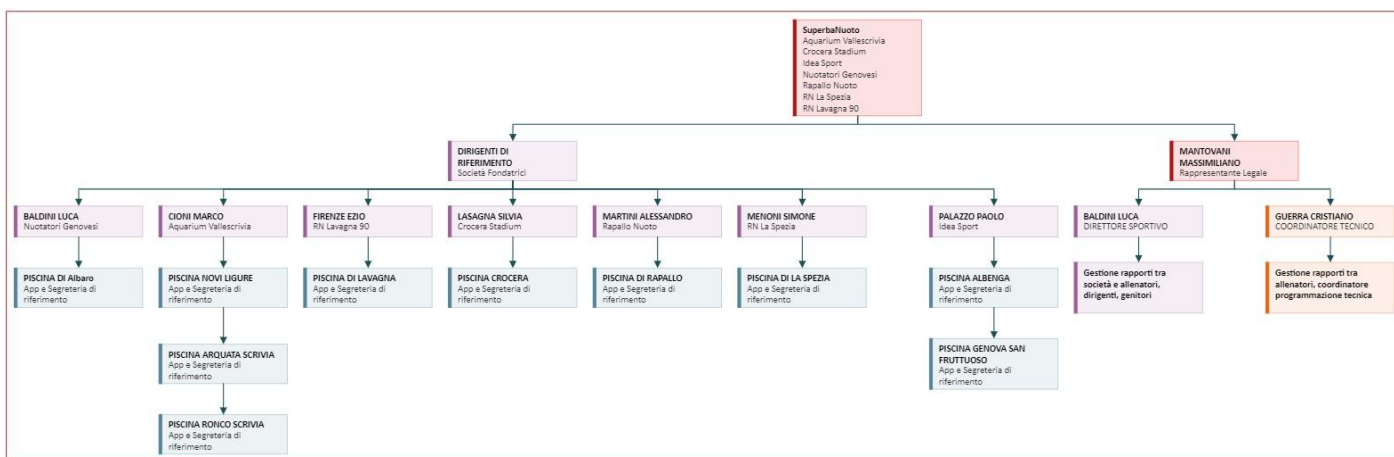 SuperbaNuoto
Aquarium Vallescrivia
Crocera Stadium
Idea Sport
Nuotatori Genovesi
Rapallo Nuoto
RN La Spezia
RN Lavagna 90
DIRIGENTI DI
RIFERIMENTO
Società Fondatrici
MANTOVANI
MASSIMILIANO
Rappresentante Legale
BALDINI LUCA
Nuotatori Genovesi
CIONI MARCO
Aquarium Vallescrivia
FIRENZE EZIO
RN Lavagna 90
LASAGNA SILVIA
Crocera Stadium
MARTINI ALESSANDRO
Rapallo Nuoto
MENONI SIMONE
RN La Spezia
PALAZZO PAOLO
Idea Sport
BALDINI LUCA
DIRETTORE SPORTIVO
GUERRA CRISTIANO
COORDINATORE TECNICO
PISCINA DI Albaro
App e Segreteria di
riferimento
PISCINA NOVI LIGURE
App e Segreteria di
riferimento
PISCINA DI LAVAGNA
App e Segreteria di
riferimento
PISCINA CROCERA
App e Segreteria di
riferimento
PISCINA DI RAPALLO
App e Segreteria di
riferimento
PISCINA DI LA SPEZIA
App e Segreteria di
riferimento
PISCINA ALBENGA
App e Segreteria di
riferimento
Gestione rapporti tra
società e allenatori,
dirigenti, genitori
Gestione rapporti tra
allenatori, coordinatore
programmazione tecnica
PISCINA ARQUATA SCRIVIA
App e Segreteria di
riferimento
PISCINA GENOVA SAN
FRUTTUOSO
App e Segreteria di
riferimento
PISCINA RONCO SCRIVIA
App e Segreteria di
riferimento